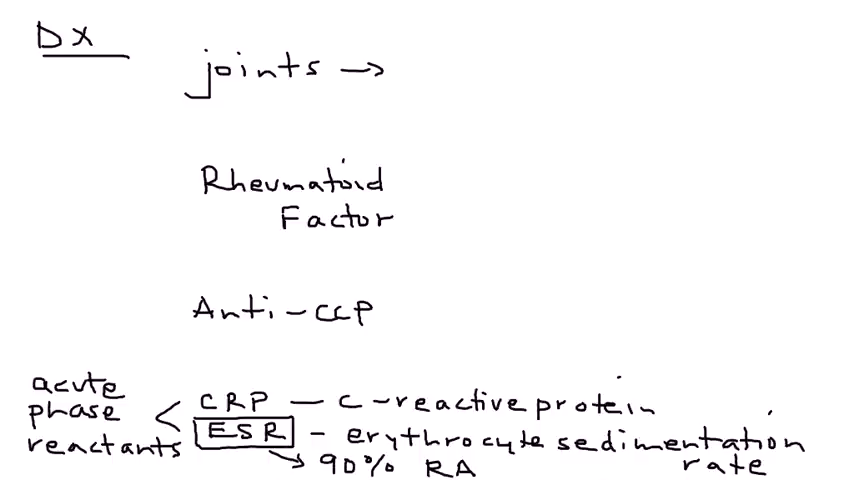 DX
joints →
Rheumatoid
Factor
Anti-CCP
acute
phase
reactants
< CRP — c-reactive protein
ESR - erythrocyte sedimentation
rate
→ 90% RA